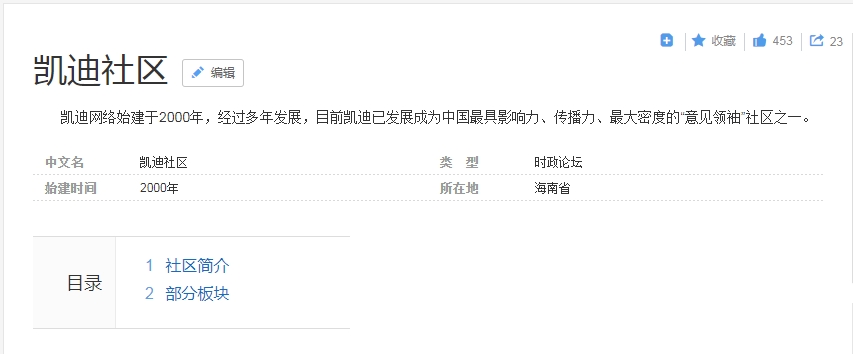 收藏 453 23
凯迪社区 编辑
凯迪网络始建于2000年，经过多年发展，目前凯迪已发展成为中国最具影响力、传播力、最大密度的“意见领袖”社区之一。
中文名 凯迪社区 类 型 时政论坛
始建时间 2000年 所在地 海南省
目录
1 社区简介
2 部分板块